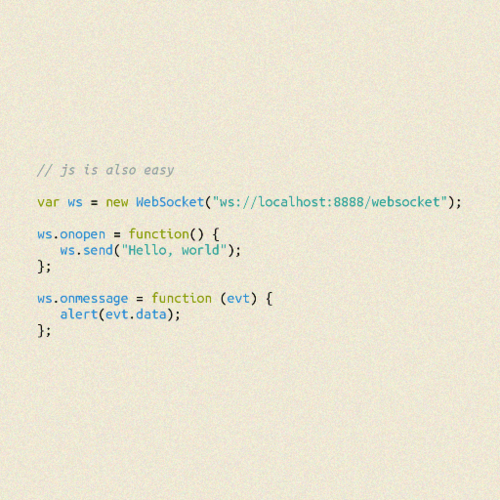 // js is also easy
var ws = new WebSocket("ws://localhost:8888/websocket");
ws.onopen = function() {
   ws.send("Hello, world");
};
ws.onmessage = function (evt) {
   alert(evt.data);
};